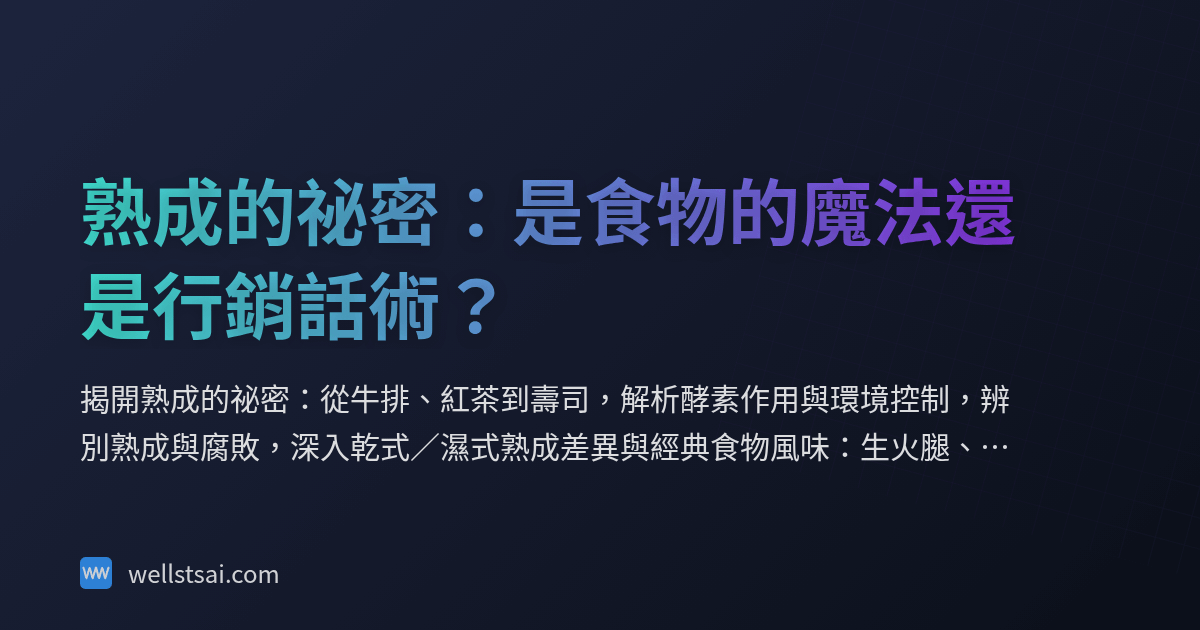 熟成的祕密：是食物的魔法還
是行銷話術？
揭開熟成的祕密：從牛排、紅茶到壽司，解析酵素作用與環境控制，辨
別熟成與腐敗，深入乾式／濕式熟成差異與經典食物風味：生火腿、…
wellstsai.com